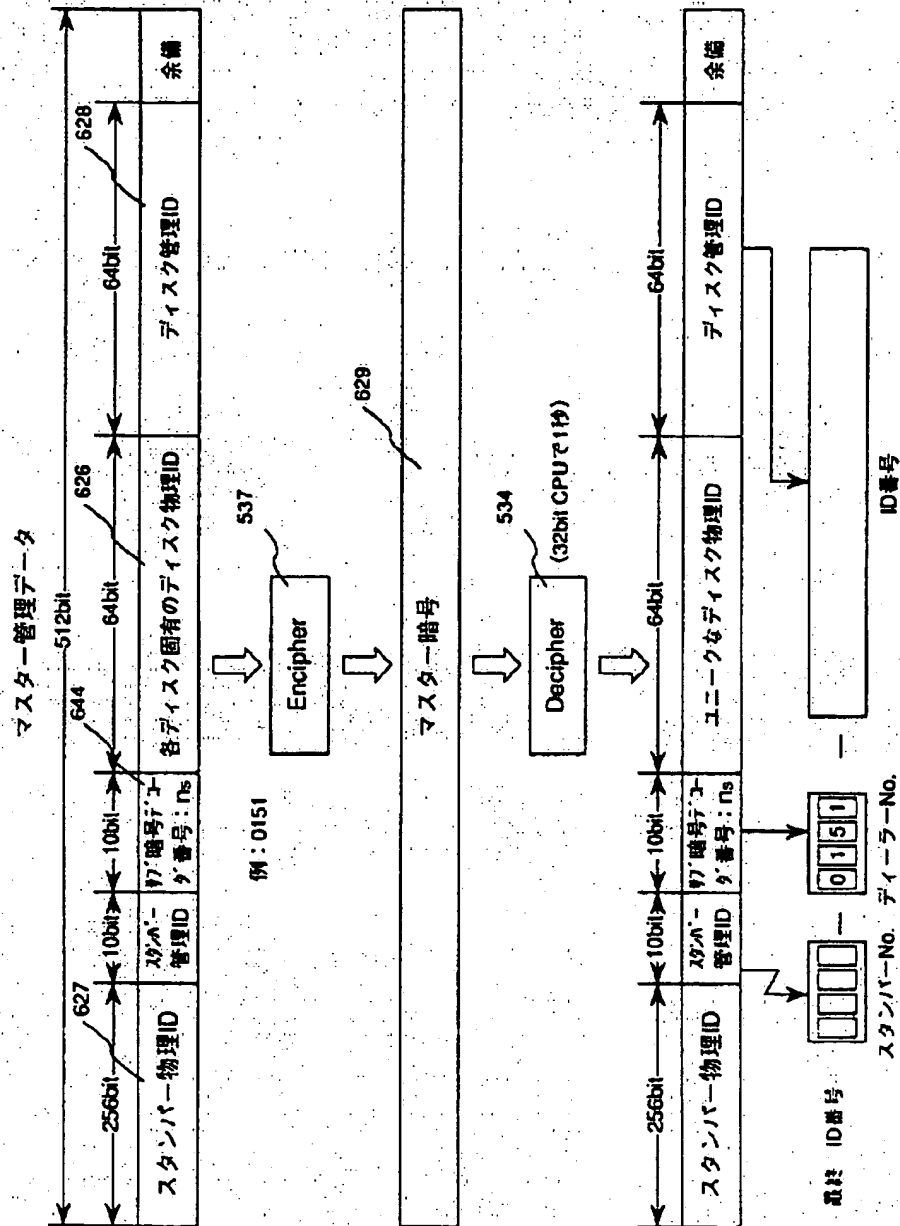 マスター管理データ
512bit
256bit
10bit
10bit
64bit
64bit
627
644
626
628
スタンパー物理ID
スタンパー
管理ID
サブ暗号デコー
ダ番号:ns
各ディスク固有のディスク物理ID
ディスク管理ID
余備
例:0151
Encipher
537
マスター暗号
629
Decipher
534
(32bit CPUで1秒)
256bit
10bit
10bit
64bit
64bit
スタンパー物理ID
スタンパー
管理ID
サブ暗号デコー
ダ番号:ns
ユニークなディスク物理ID
ディスク管理ID
余備
最終 ID番号
—
0 1 5 1
—
スタンパーNo.
ディーラーNo.
ID番号